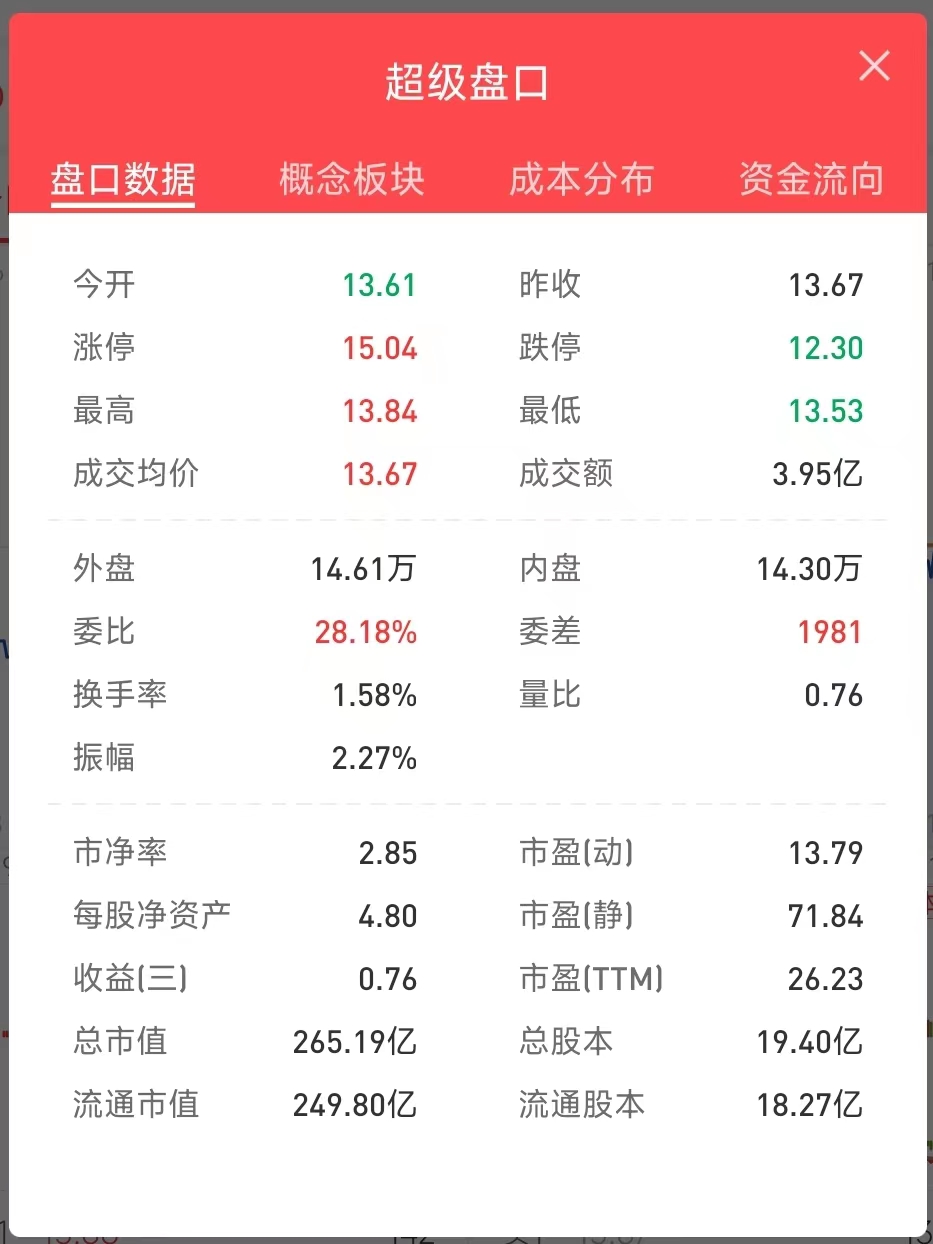 超级盘口
盘口数据 概念板块 成本分布 资金流向
今开 13.61 昨收 13.67
涨停 15.04 跌停 12.30
最高 13.84 最低 13.53
成交均价 13.67 成交额 3.95亿
外盘 14.61万 内盘 14.30万
委比 28.18% 委差 1981
换手率 1.58% 量比 0.76
振幅 2.27%
市净率 2.85 市盈(动) 13.79
每股净资产 4.80 市盈(静) 71.84
收益(三) 0.76 市盈(TTM) 26.23
总市值 265.19亿 总股本 19.40亿
流通市值 249.80亿 流通股本 18.27亿